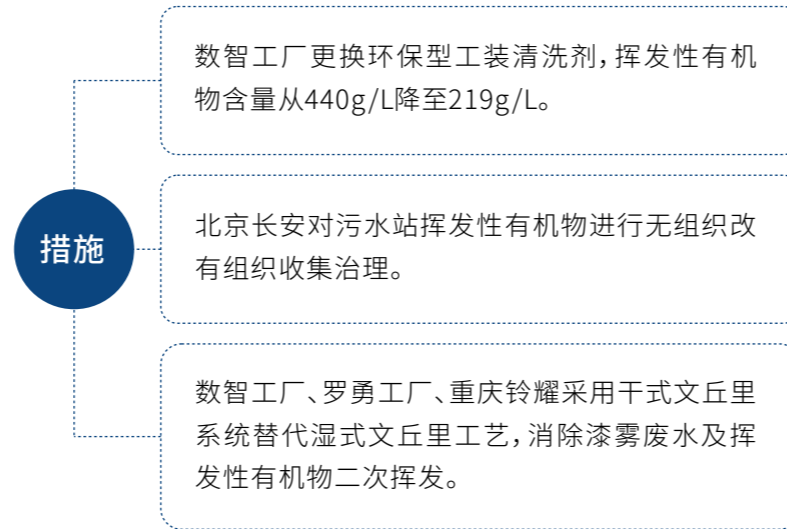 数智工厂更换环保型工装清洗剂，挥发性有机
物含量从440g/L降至219g/L。
措施
北京长安对污水站挥发性有机物进行无组织改
有组织收集治理。
数智工厂、罗勇工厂、重庆铃耀采用干式文丘里
系统替代湿式文丘里工艺，消除漆雾废水及挥
发性有机物二次挥发。